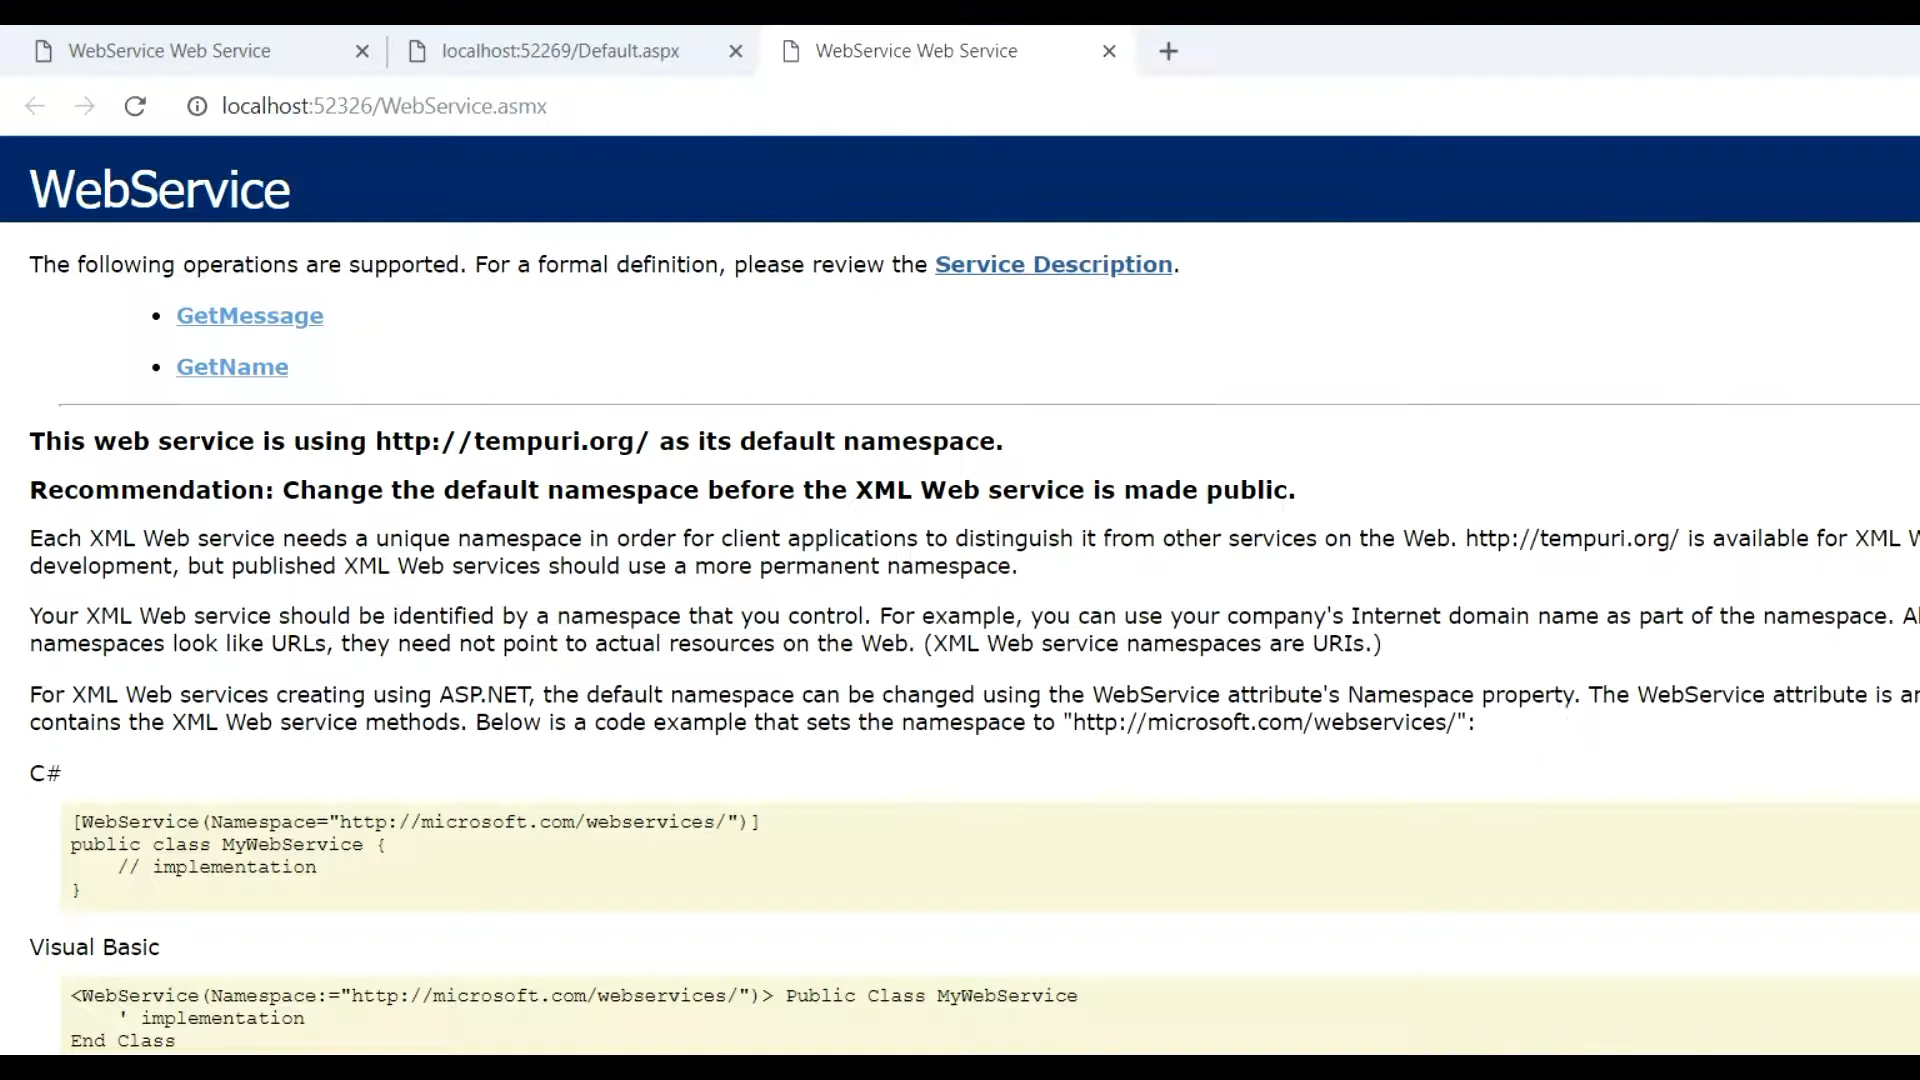 WebService Web Service
localhost:52269/Default.aspx
WebService Web Service
localhost:52326/WebService.asmx
WebService
The following operations are supported. For a formal definition, please review the Service Description.
• GetMessage
• GetName
This web service is using http://tempuri.org/ as its default namespace.
Recommendation: Change the default namespace before the XML Web service is made public.
Each XML Web service needs a unique namespace in order for client applications to distinguish it from other services on the Web. http://tempuri.org/ is available for XML
development, but published XML Web services should use a more permanent namespace.
Your XML Web service should be identified by a namespace that you control. For example, you can use your company's Internet domain name as part of the namespace.
namespaces look like URLs, they need not point to actual resources on the Web. (XML Web service namespaces are URIs.)
For XML Web services creating using ASP.NET, the default namespace can be changed using the WebService attribute's Namespace property. The WebService attribute is
contains the XML Web service methods. Below is a code example that sets the namespace to "http://microsoft.com/webservices/":
C#
[WebService(Namespace="http://microsoft.com/webservices/")]
public class MyWebService {
// implementation
}
Visual Basic
<WebService(Namespace:="http://microsoft.com/webservices/")> Public Class MyWebService
' implementation
End Class